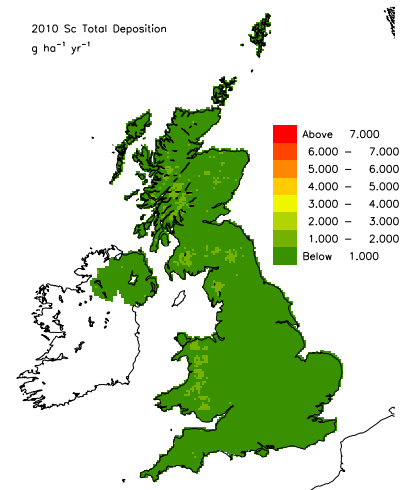 2010 Sc Total Deposition
g ha⁻¹ yr⁻¹
Above 7.000
6.000 – 7.000
5.000 – 6.000
4.000 – 5.000
3.000 – 4.000
2.000 – 3.000
1.000 – 2.000
Below 1.000